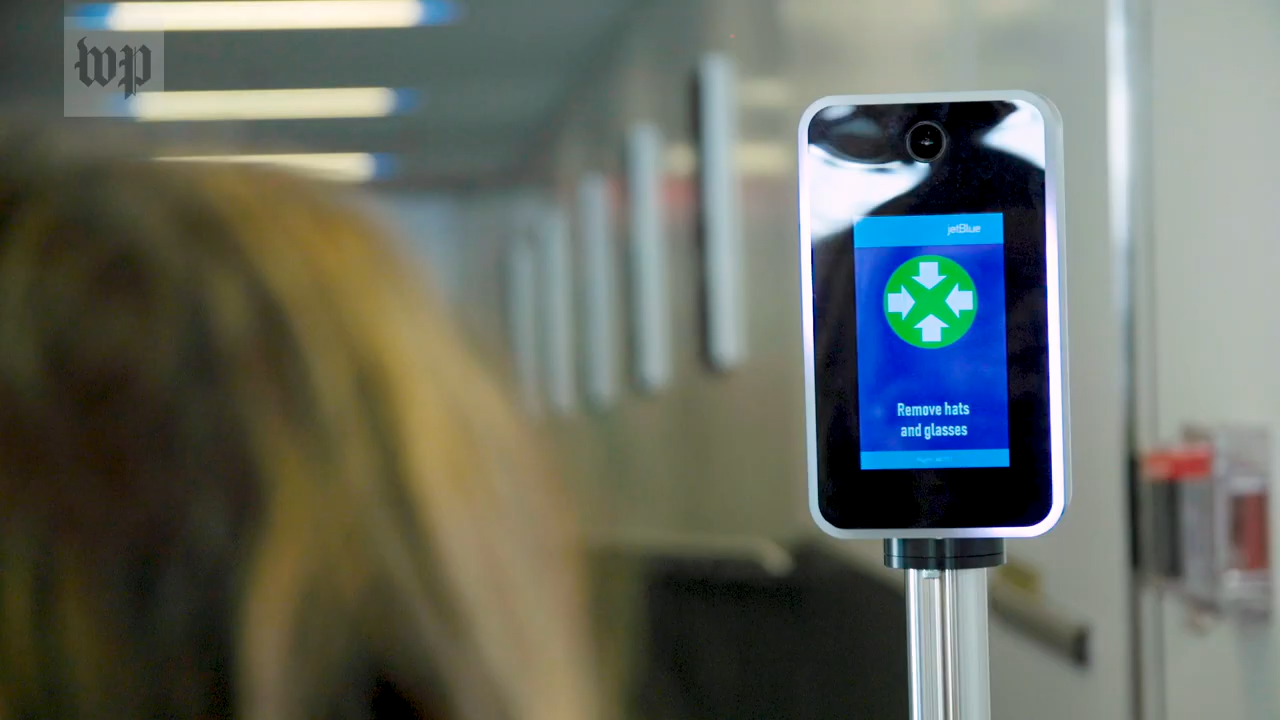 wp
jetBlue
Remove hats
and glasses